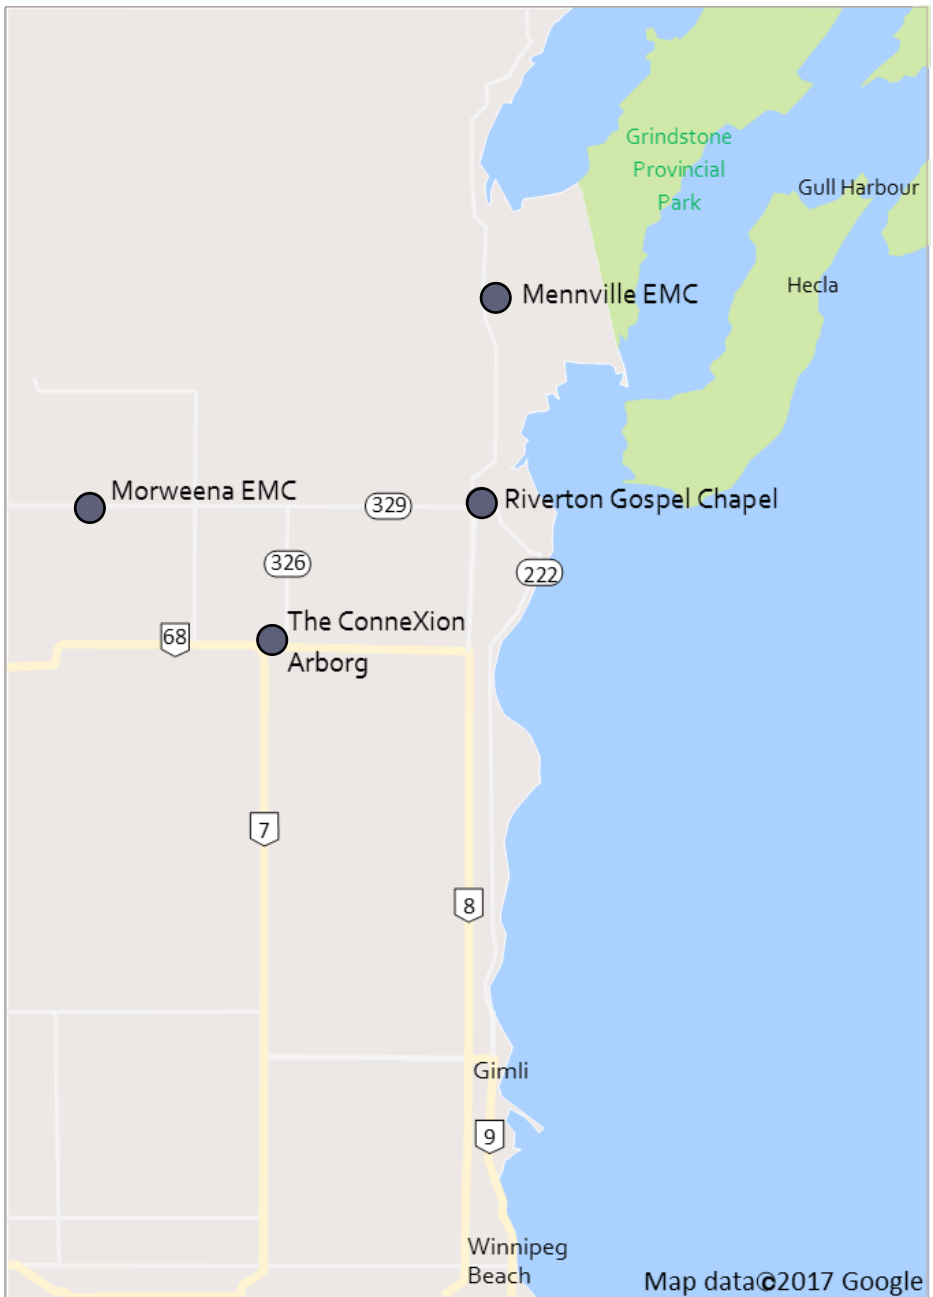 Grindstone
Provincial
Park
Gull Harbour
Hecla
Mennville EMC
Morweena EMC
329
Riverton Gospel Chapel
326
222
The ConneXion
68
Arborg
7
8
Gimli
9
Winnipeg
Beach
Map data©2017 Google